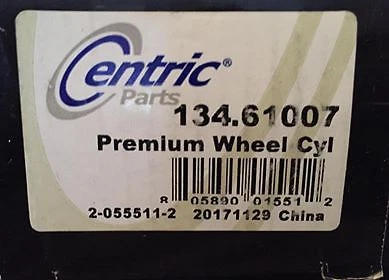 Centric®
Parts
134.61007
Premium Wheel Cyl
8 05890 01551 2
2-055511-2 20171129 China